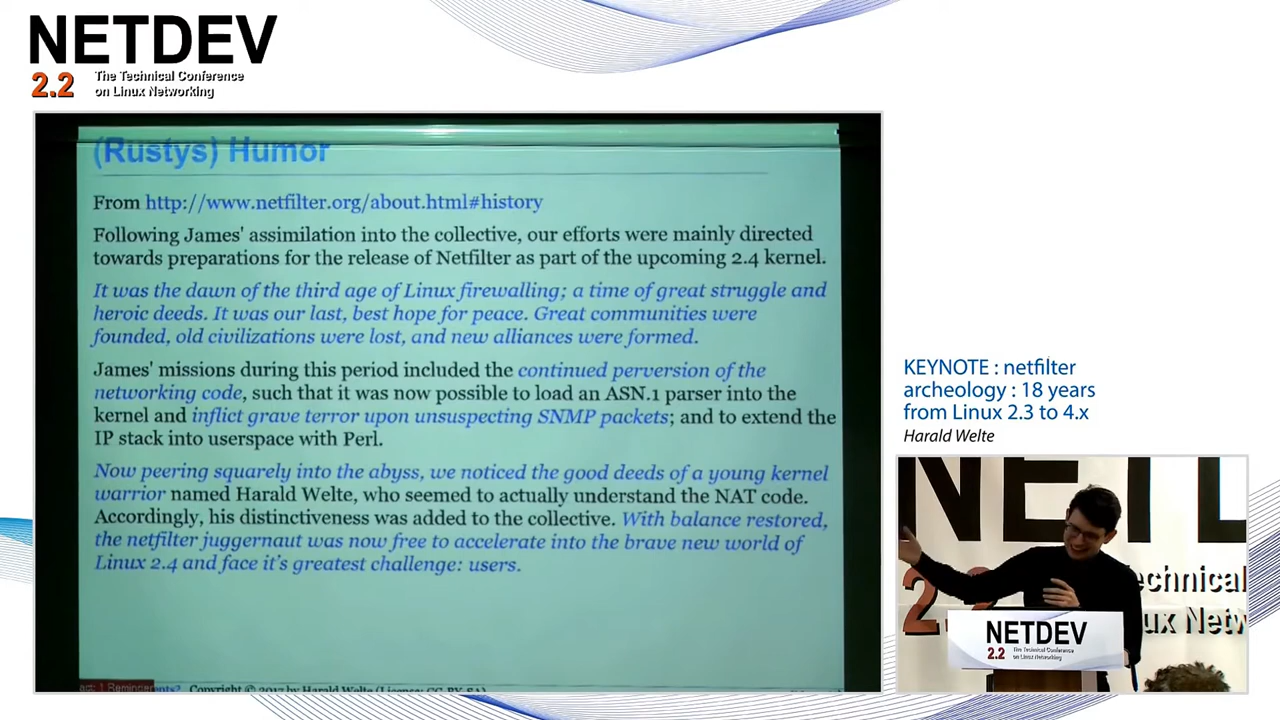 NETDEV
2.2 The Technical Conference
on Linux Networking
(Rustys) Humor
From http://www.netfilter.org/about.html#history
Following James' assimilation into the collective, our efforts were mainly directed
towards preparations for the release of Netfilter as part of the upcoming 2.4 kernel.
It was the dawn of the third age of Linux firewalling; a time of great struggle and
heroic deeds. It was our last, best hope for peace. Great communities were
founded, old civilizations were lost, and new alliances were formed.
James' missions during this period included the continued perversion of the
networking code, such that it was now possible to load an ASN.1 parser into the
kernel and inflict grave terror upon unsuspecting SNMP packets; and to extend the
IP stack into userspace with Perl.
Now peering squarely into the abyss, we noticed the good deeds of a young kernel
warrior named Harald Welte, who seemed to actually understand the NAT code.
Accordingly, his distinctiveness was added to the collective. With balance restored,
the netfilter juggernaut was now free to accelerate into the brave new world of
Linux 2.4 and face it's greatest challenge: users.
Copyright © 2017 by Harald Welte (License: CC-BY-SA)
KEYNOTE : netfilter
archeology : 18 years
from Linux 2.3 to 4.x
Harald Welte
NETDEV
2.2 The Technical Conference
on Linux Networking